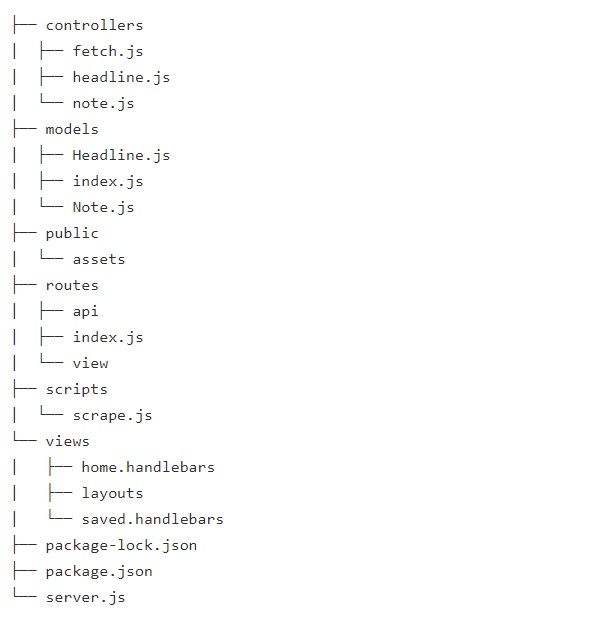 ├── controllers
│   ├── fetch.js
│   ├── headline.js
│   └── note.js
├── models
│   ├── Headline.js
│   ├── index.js
│   └── Note.js
├── public
│   └── assets
├── routes
│   ├── api
│   ├── index.js
│   └── view
├── scripts
│   └── scrape.js
└── views
│    ├── home.handlebars
│    ├── layouts
│    └── saved.handlebars
├── package-lock.json
├── package.json
└── server.js